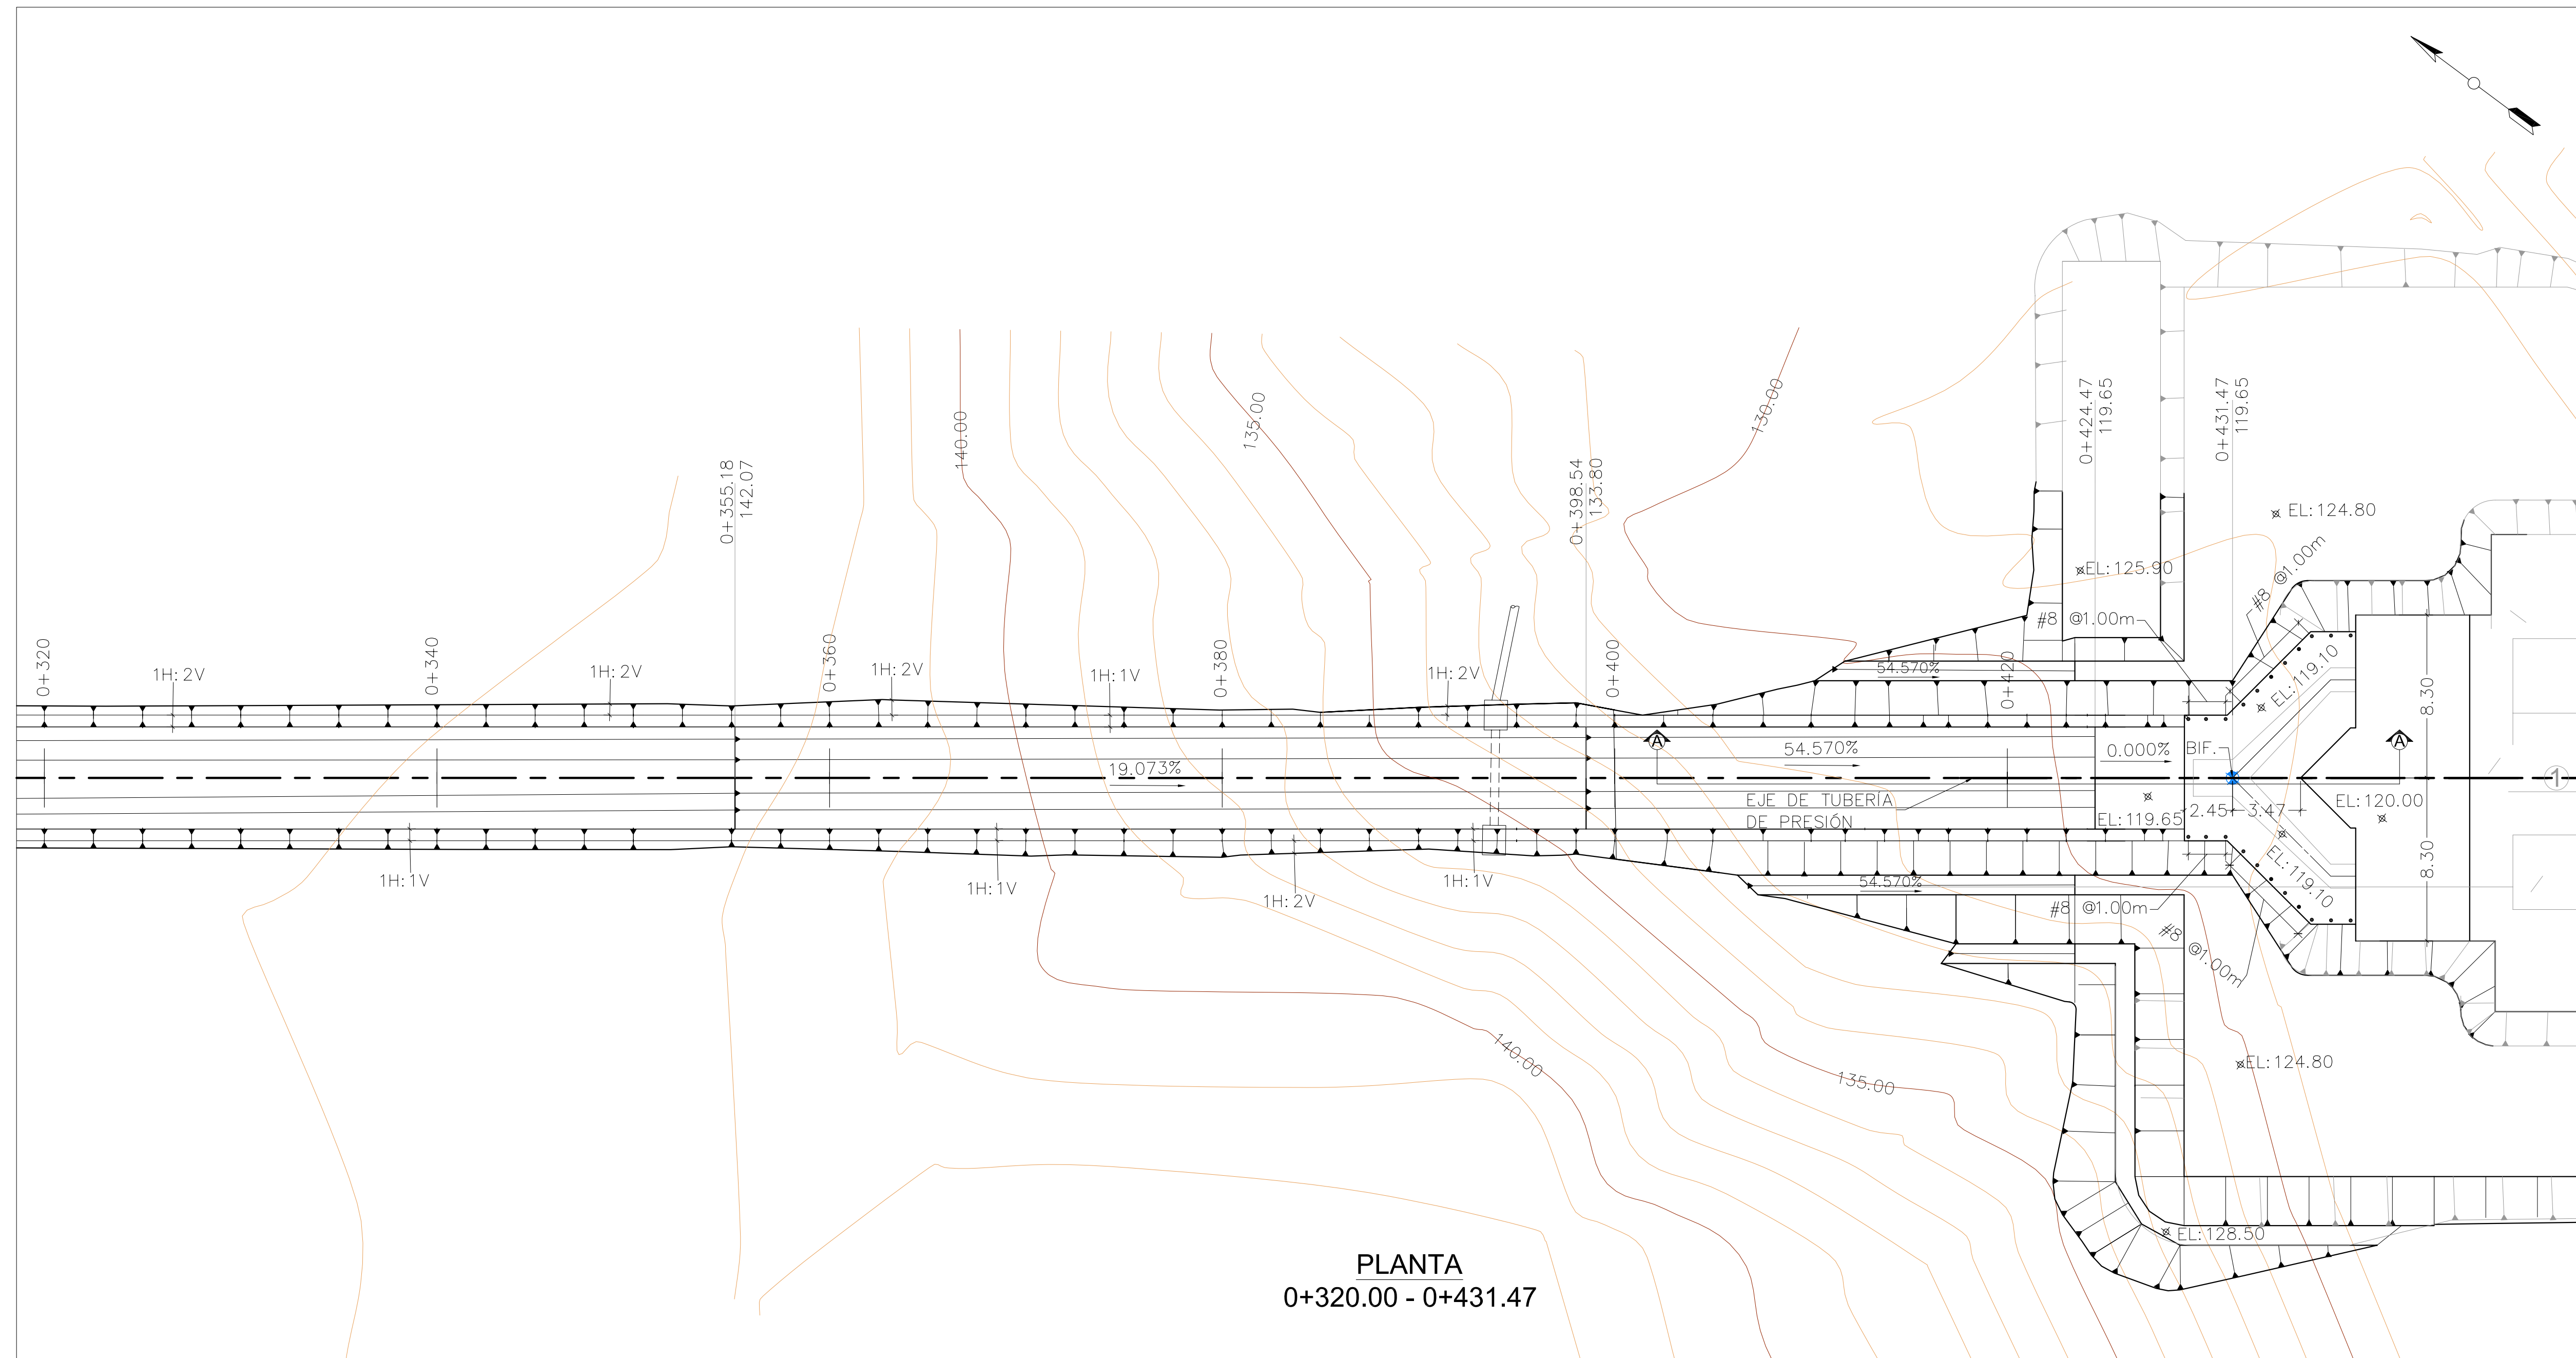 0+424.47
119.65
0+431.47
119.65
130.00
135.00
140.00
0+355.18
142.07
0+398.54
133.80
EL:124.80
EL:125.90
#8 @1.00m
#8 @1.00m
0+320
0+340
0+360
0+380
0+400
0+420
1H:2V
1H:2V
1H:2V
1H:1V
1H:2V
54.570%
EL:119.10
8.30
A
A
54.570%
0.000%
BIF.
19.073%
1
EJE DE TUBERÍA
DE PRESIÓN
EL:119.65
2.45
3.47
EL:120.00
1H:1V
1H:1V
1H:2V
1H:1V
54.570%
EL:119.10
8.30
#8 @1.00m
#8 @1.00m
140.00
135.00
EL:124.80
EL:128.50
PLANTA
0+320.00 - 0+431.47